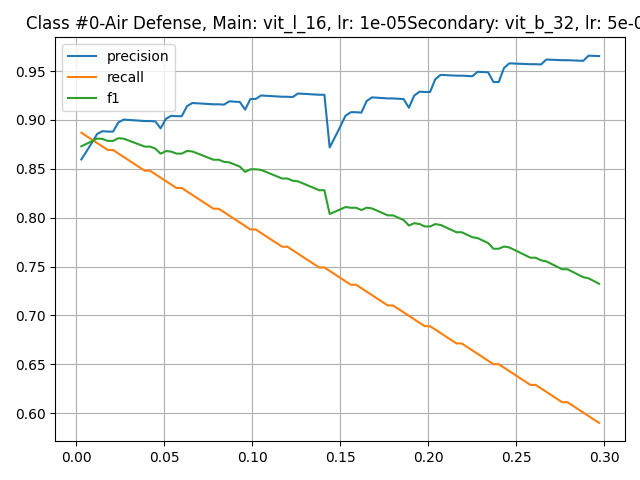 Class #0-Air Defense, Main: vit_l_16, lr: 1e-05Secondary: vit_b_32, lr: 5e-0
precision
recall
f1
0.95
0.90
0.85
0.80
0.75
0.70
0.65
0.60
0.00 0.05 0.10 0.15 0.20 0.25 0.30